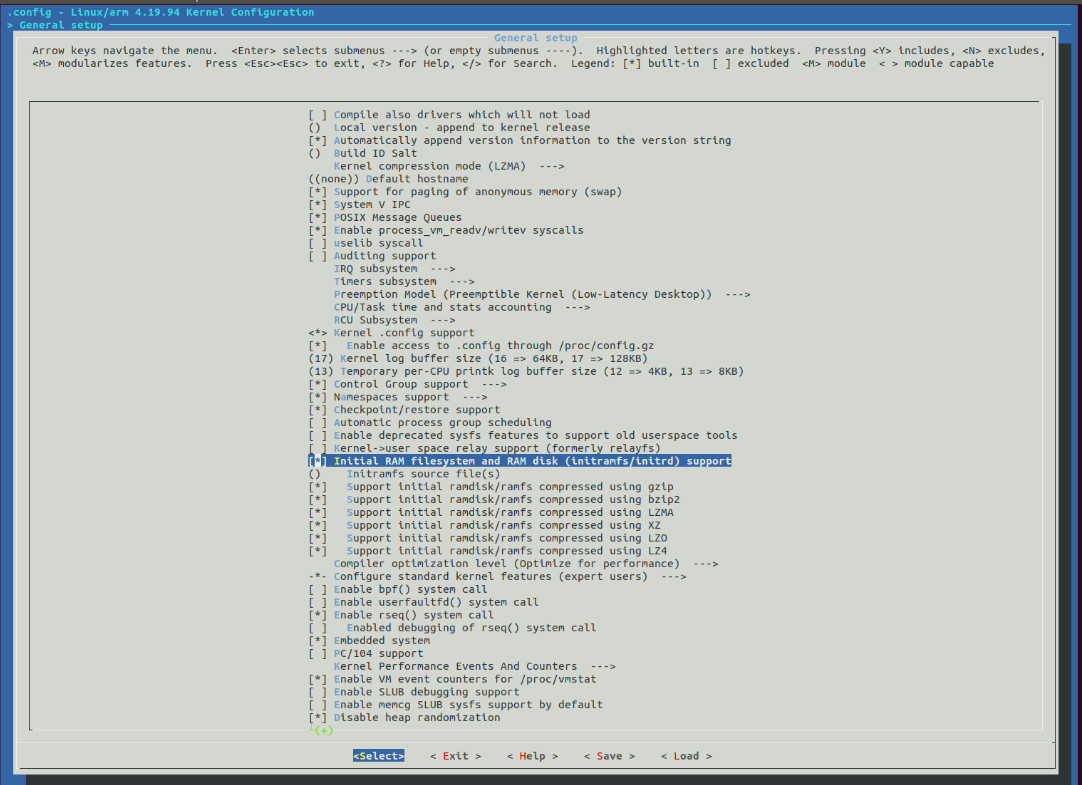 .config - Linux/arm 4.19.94 Kernel Configuration
> General setup
General setup
Arrow keys navigate the menu.  <Enter> selects submenus ---> (or empty submenus ----).  Highlighted letters are hotkeys.  Pressing <Y> includes, <N> excludes,
<M> modularizes features.  Press <Esc><Esc> to exit, <?> for Help, </> for Search.  Legend: [*] built-in  [ ] excluded  <M> module  < > module capable
[ ] Compile also drivers which will not load
()  Local version - append to kernel release
[*] Automatically append version information to the version string
()  Build ID Salt
Kernel compression mode (LZMA)  --->
((none)) Default hostname
[*] Support for paging of anonymous memory (swap)
[*] System V IPC
[*] POSIX Message Queues
[*] Enable process_vm_readv/writev syscalls
[ ] uselib syscall
[ ] Auditing support
IRQ subsystem  --->
Timers subsystem  --->
Preemption Model (Preemptible Kernel (Low-Latency Desktop))  --->
CPU/Task time and stats accounting  --->
RCU Subsystem  --->
<*> Kernel .config support
[*]   Enable access to .config through /proc/config.gz
(17) Kernel log buffer size (16 => 64KB, 17 => 128KB)
(13) Temporary per-CPU printk log buffer size (12 => 4KB, 13 => 8KB)
[*] Control Group support  --->
[*] Namespaces support  --->
[*] Checkpoint/restore support
[ ] Automatic process group scheduling
[ ] Enable deprecated sysfs features to support old userspace tools
[ ] Kernel->user space relay support (formerly relayfs)
[*] Initial RAM filesystem and RAM disk (initramfs/initrd) support
()    Initramfs source file(s)
[*]   Support initial ramdisk/ramfs compressed using gzip
[*]   Support initial ramdisk/ramfs compressed using bzip2
[*]   Support initial ramdisk/ramfs compressed using LZMA
[*]   Support initial ramdisk/ramfs compressed using XZ
[*]   Support initial ramdisk/ramfs compressed using LZO
[*]   Support initial ramdisk/ramfs compressed using LZ4
Compiler optimization level (Optimize for performance)  --->
-*- Configure standard kernel features (expert users)  --->
[ ] Enable bpf() system call
[ ] Enable userfaultfd() system call
[*] Enable rseq() system call
[ ]   Enabled debugging of rseq() system call
[*] Embedded system
[ ] PC/104 support
Kernel Performance Events And Counters  --->
[*] Enable VM event counters for /proc/vmstat
[ ] Enable SLUB debugging support
[ ] Enable memcg SLUB sysfs support by default
[*] Disable heap randomization
(+)
<Select>    < Exit >    < Help >    < Save >    < Load >